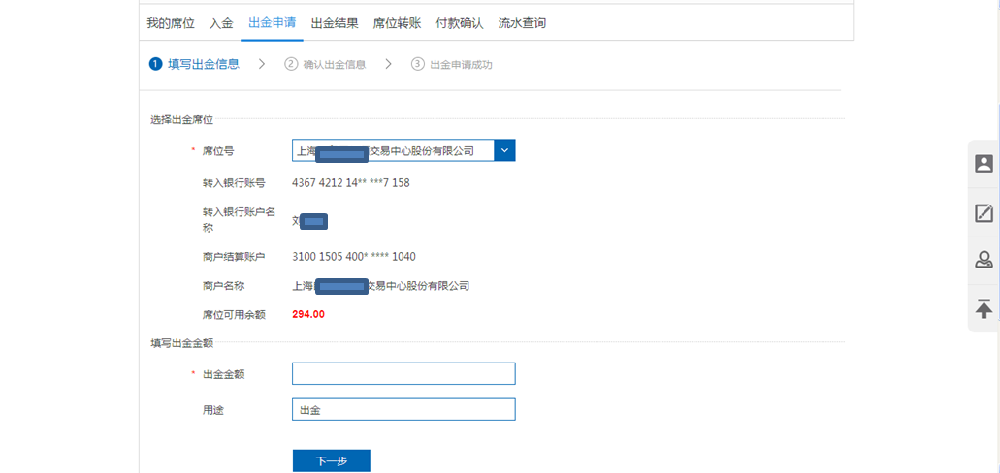 我的席位 入金 出金申请 出金结果 席位转账 付款确认 流水查询
1 填写出金信息 2 确认出金信息 3 出金申请成功
选择出金席位
* 席位号 上海 交易中心股份有限公司
转入银行账号 4367 4212 14** ***7 158
转入银行账户名
称
商户结算账户 3100 1505 400* **** 1040
商户名称 上海 交易中心股份有限公司
席位可用余额 294.00
填写出金金额
* 出金金额
用途 出金
下一步